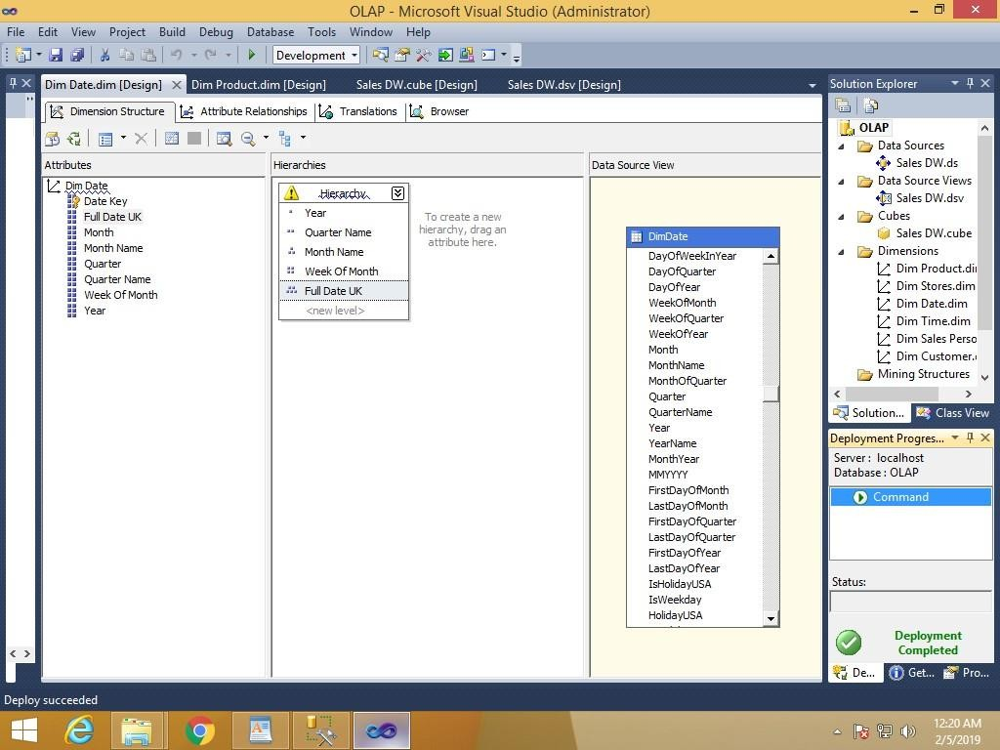 OLAP - Microsoft Visual Studio (Administrator)
File Edit View Project Build Debug Database Tools Window Help
Development
Dim Date.dim [Design] Dim Product.dim [Design] Sales DW.cube [Design] Sales DW.dsv [Design]
Dimension Structure Attribute Relationships Translations Browser
Attributes
Dim Date
Date Key
Full Date UK
Month
Month Name
Quarter
Quarter Name
Week Of Month
Year
Hierarchies
Hierarchy
Year
Quarter Name
Month Name
Week Of Month
Full Date UK
<new level>
To create a new
hierarchy, drag an
attribute here.
Data Source View
DimDate
DayOfWeekInYear
DayOfQuarter
DayOfYear
WeekOfMonth
WeekOfQuarter
WeekOfYear
Month
MonthName
MonthOfQuarter
Quarter
QuarterName
Year
YearName
MonthYear
MMYYYY
FirstDayOfMonth
LastDayOfMonth
FirstDayOfQuarter
LastDayOfQuarter
FirstDayOfYear
LastDayOfYear
IsHolidayUSA
IsWeekday
HolidayUSA
Solution Explorer
OLAP
Data Sources
Sales DW.ds
Data Source Views
Sales DW.dsv
Cubes
Sales DW.cube
Dimensions
Dim Product.di
Dim Stores.dim
Dim Date.dim
Dim Time.dim
Dim Sales Perso
Dim Customer.
Mining Structures
Solution... Class View
Deployment Progres...
Server : localhost
Database : OLAP
Command
Status:
Deployment
Completed
De... Get... Pro...
Deploy succeeded
12:20 AM
2/5/2019